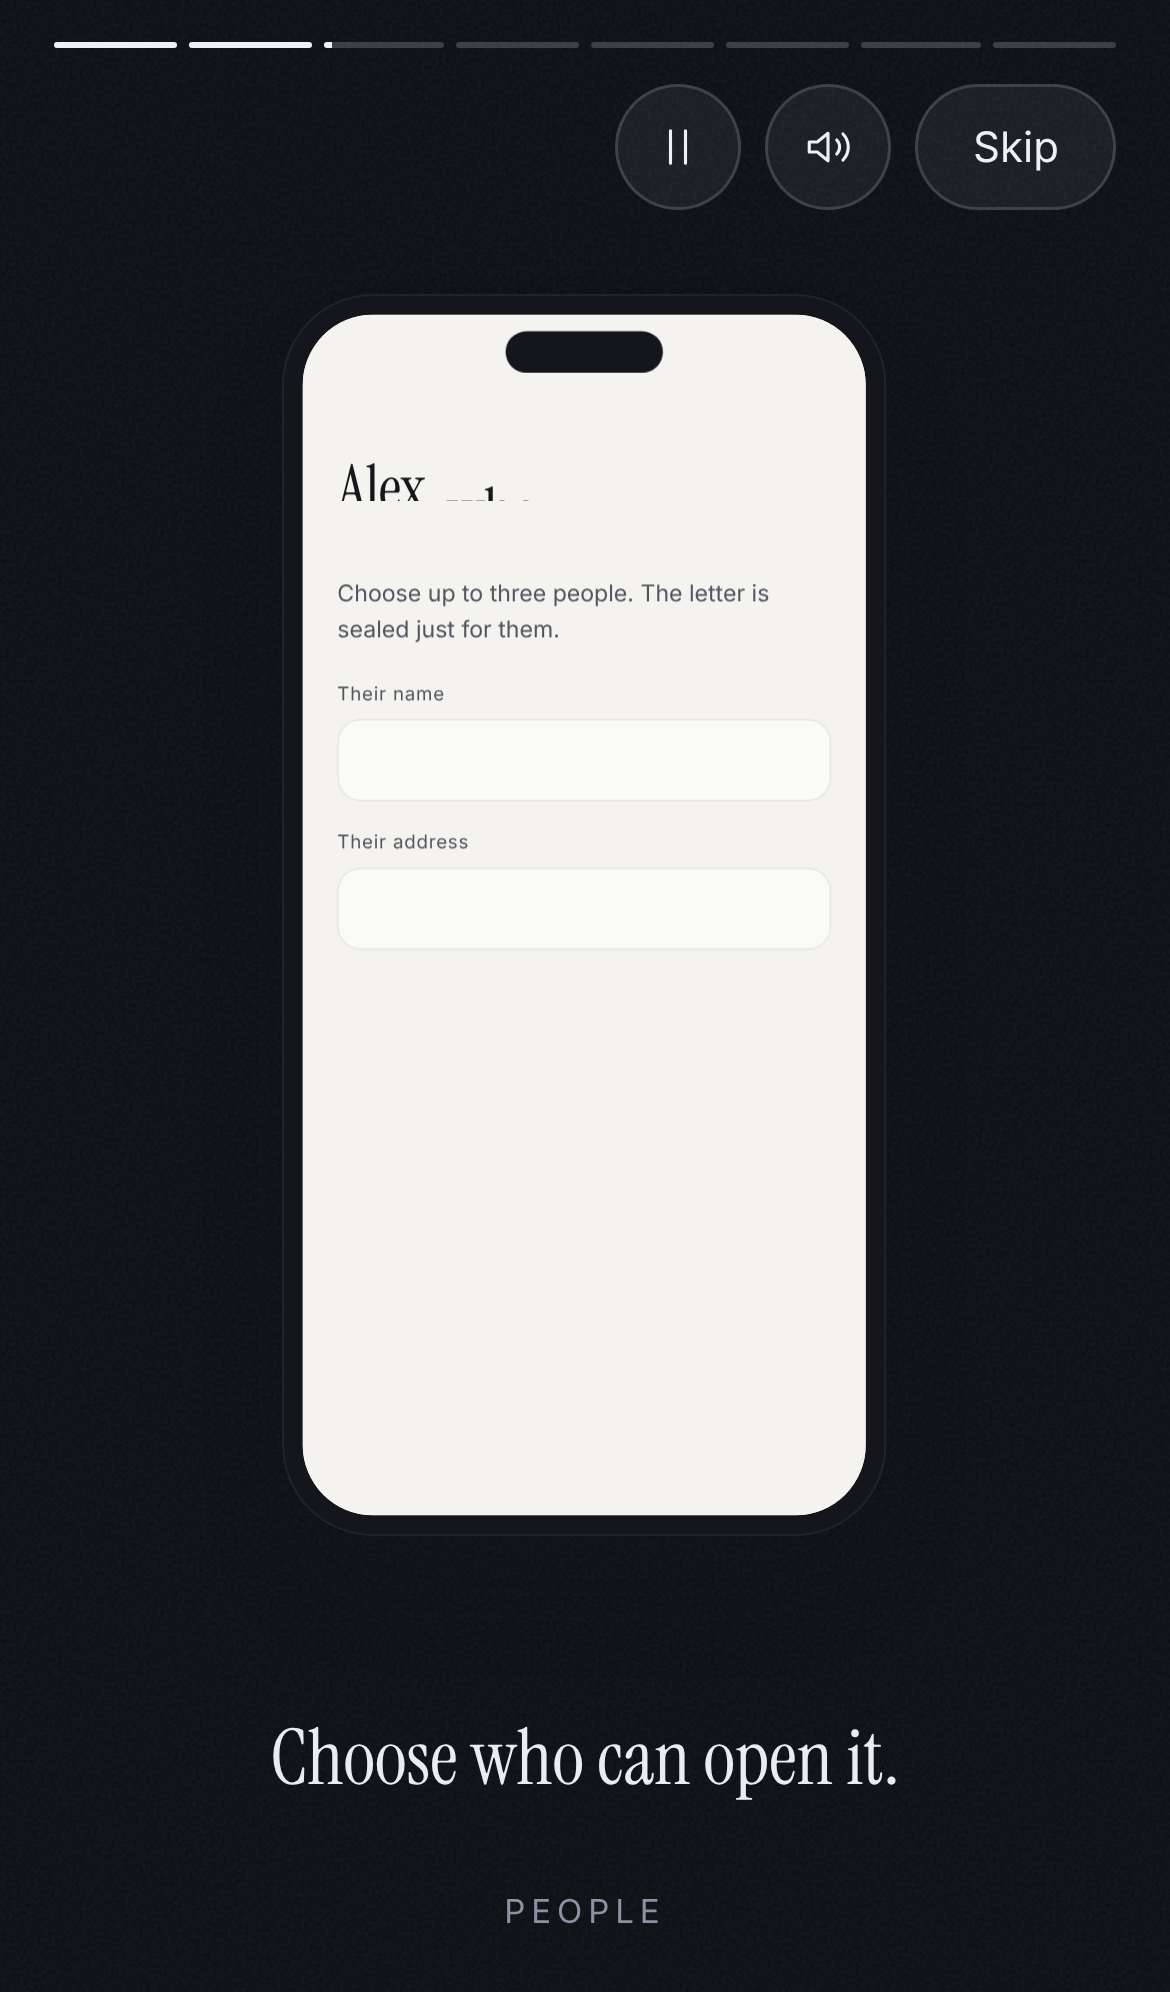 Skip
Alex
Choose up to three people. The letter is
sealed just for them.
Their name
Their address
Choose who can open it.
PEOPLE